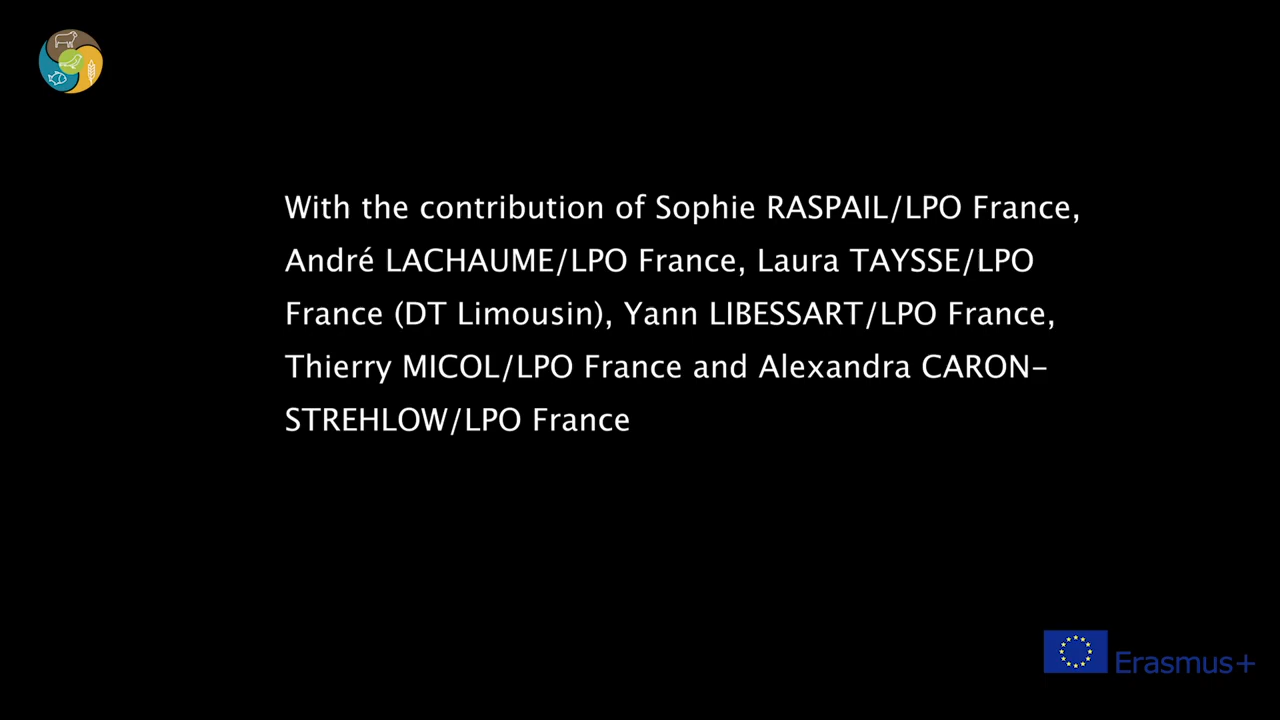 With the contribution of Sophie RASPAIL/LPO France,
André LACHAUME/LPO France, Laura TAYSSE/LPO
France (DT Limousin), Yann LIBESSART/LPO France,
Thierry MICOL/LPO France and Alexandra CARON-
STREHLOW/LPO France
Erasmus+